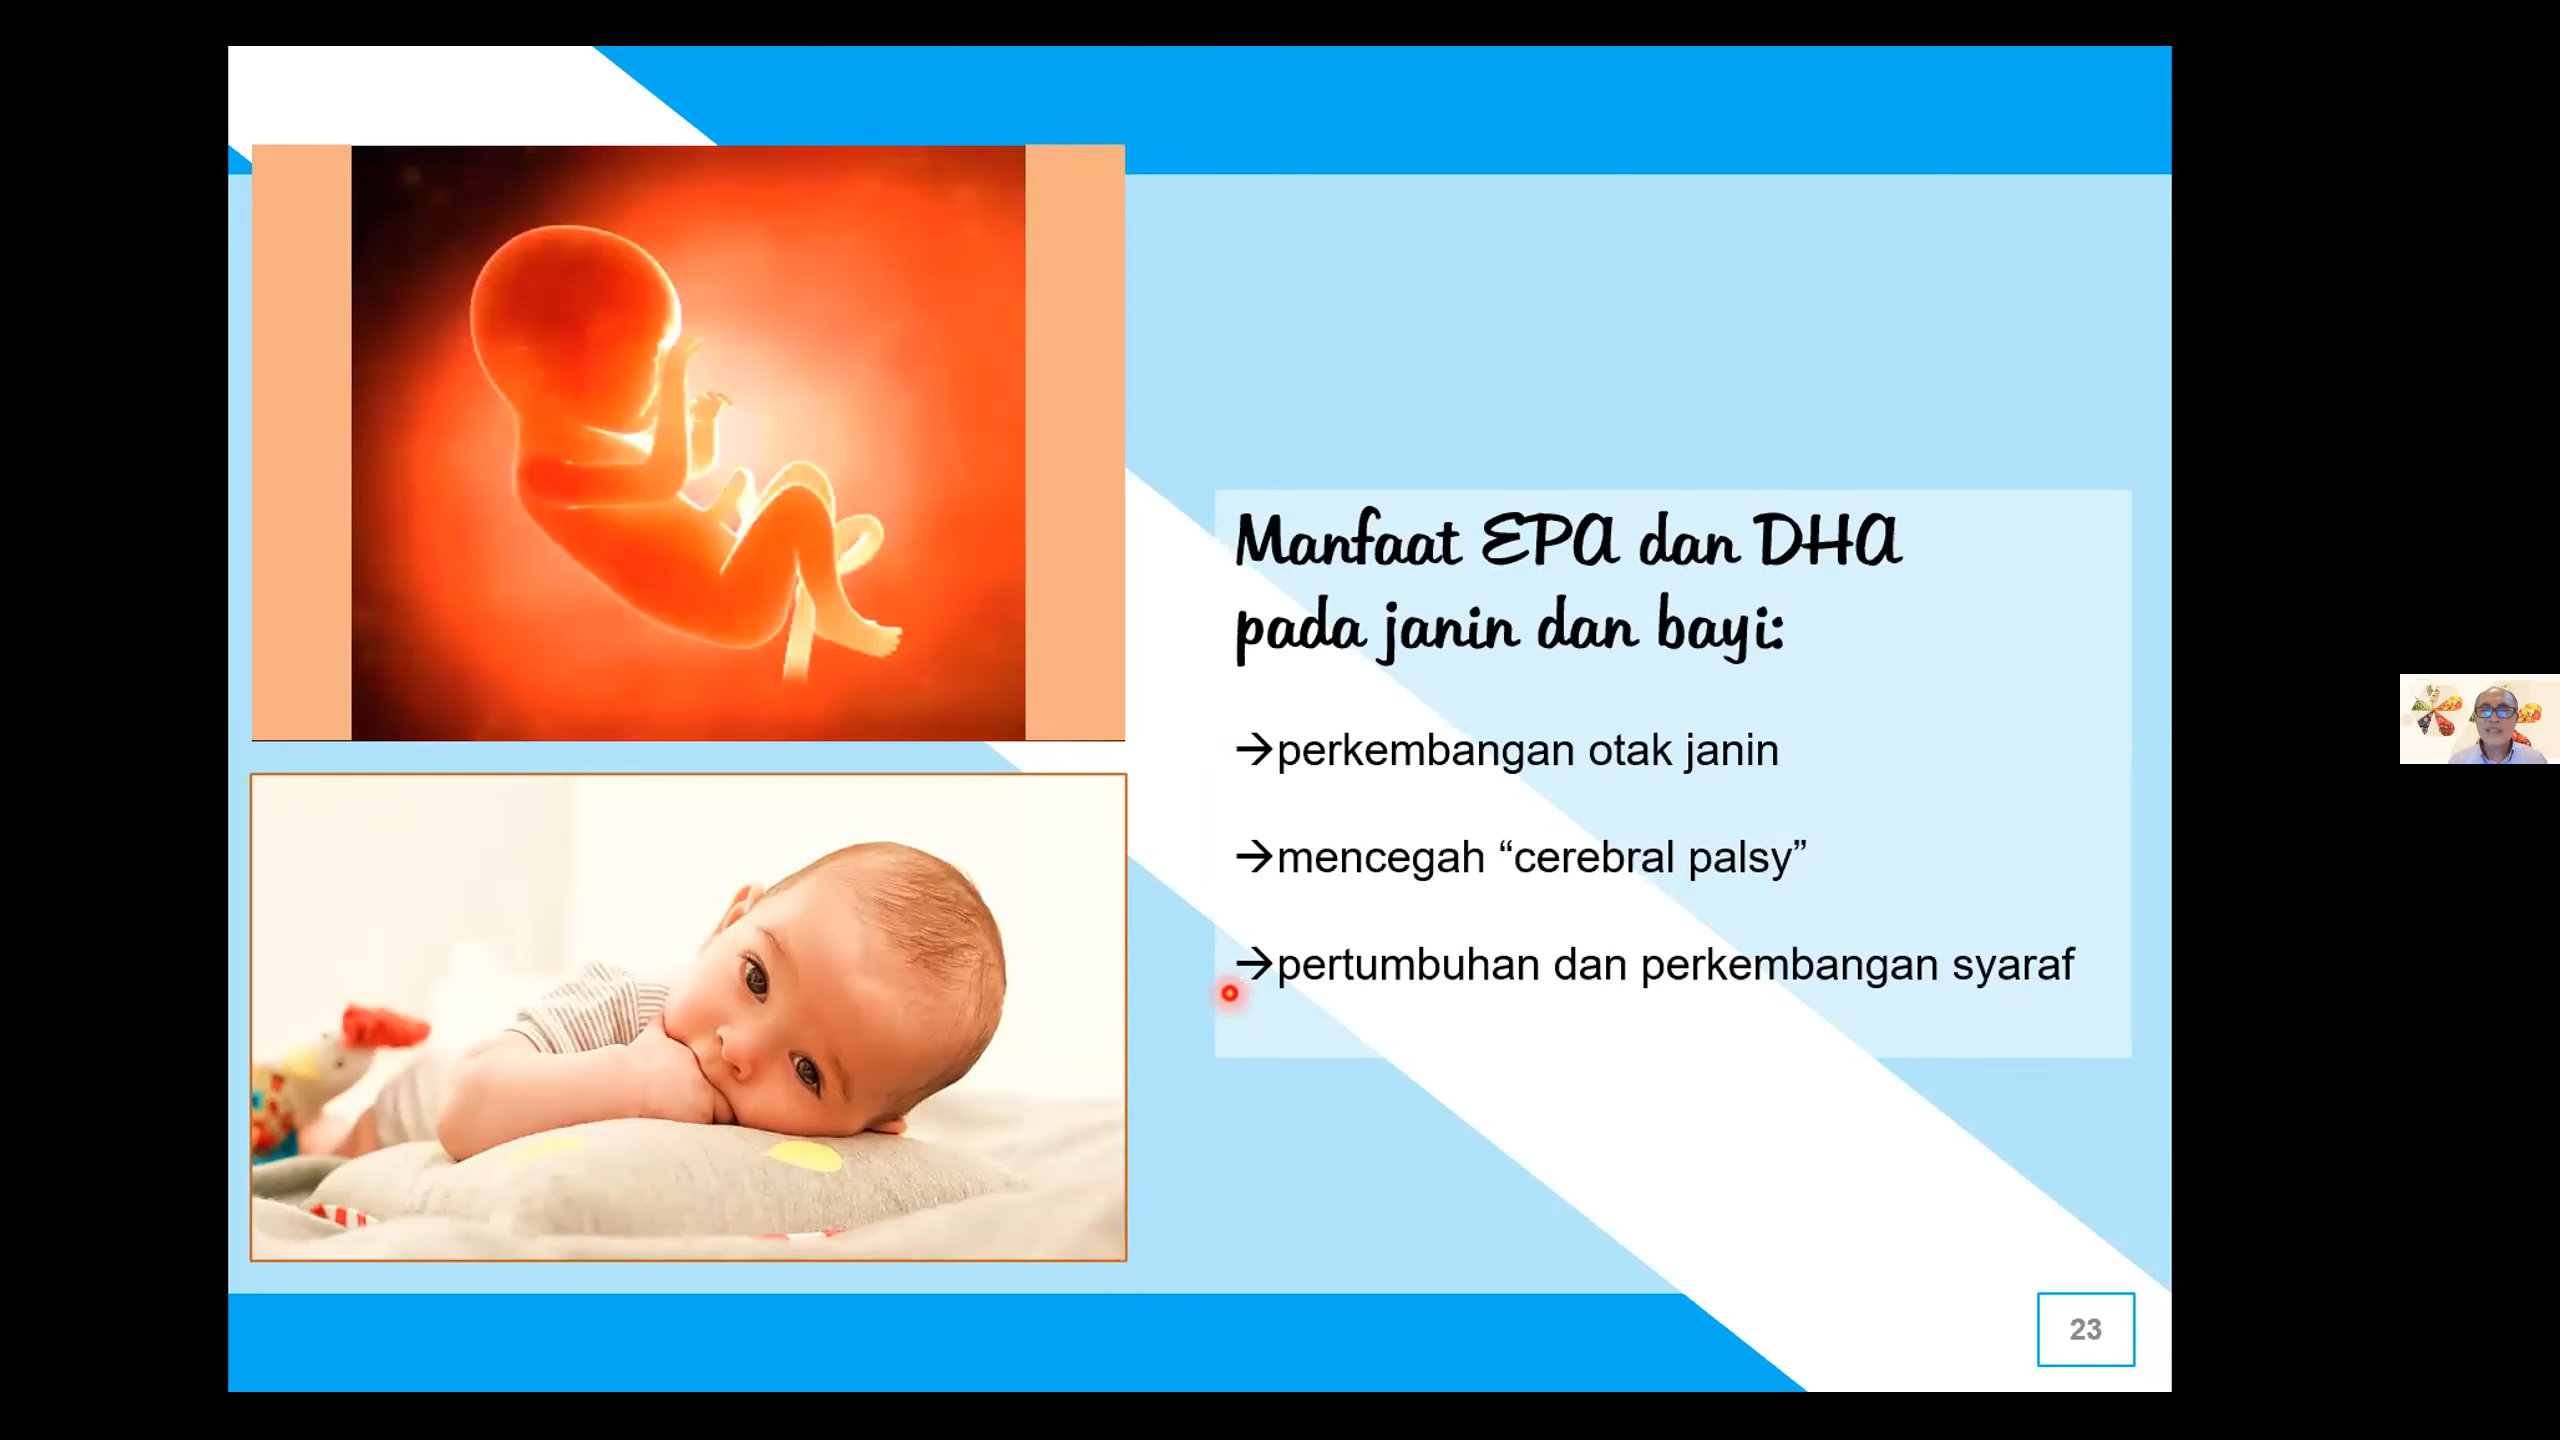 Manfaat EPA dan DHA
pada janin dan bayi:
→perkembangan otak janin
→mencegah “cerebral palsy”
→pertumbuhan dan perkembangan syaraf
23